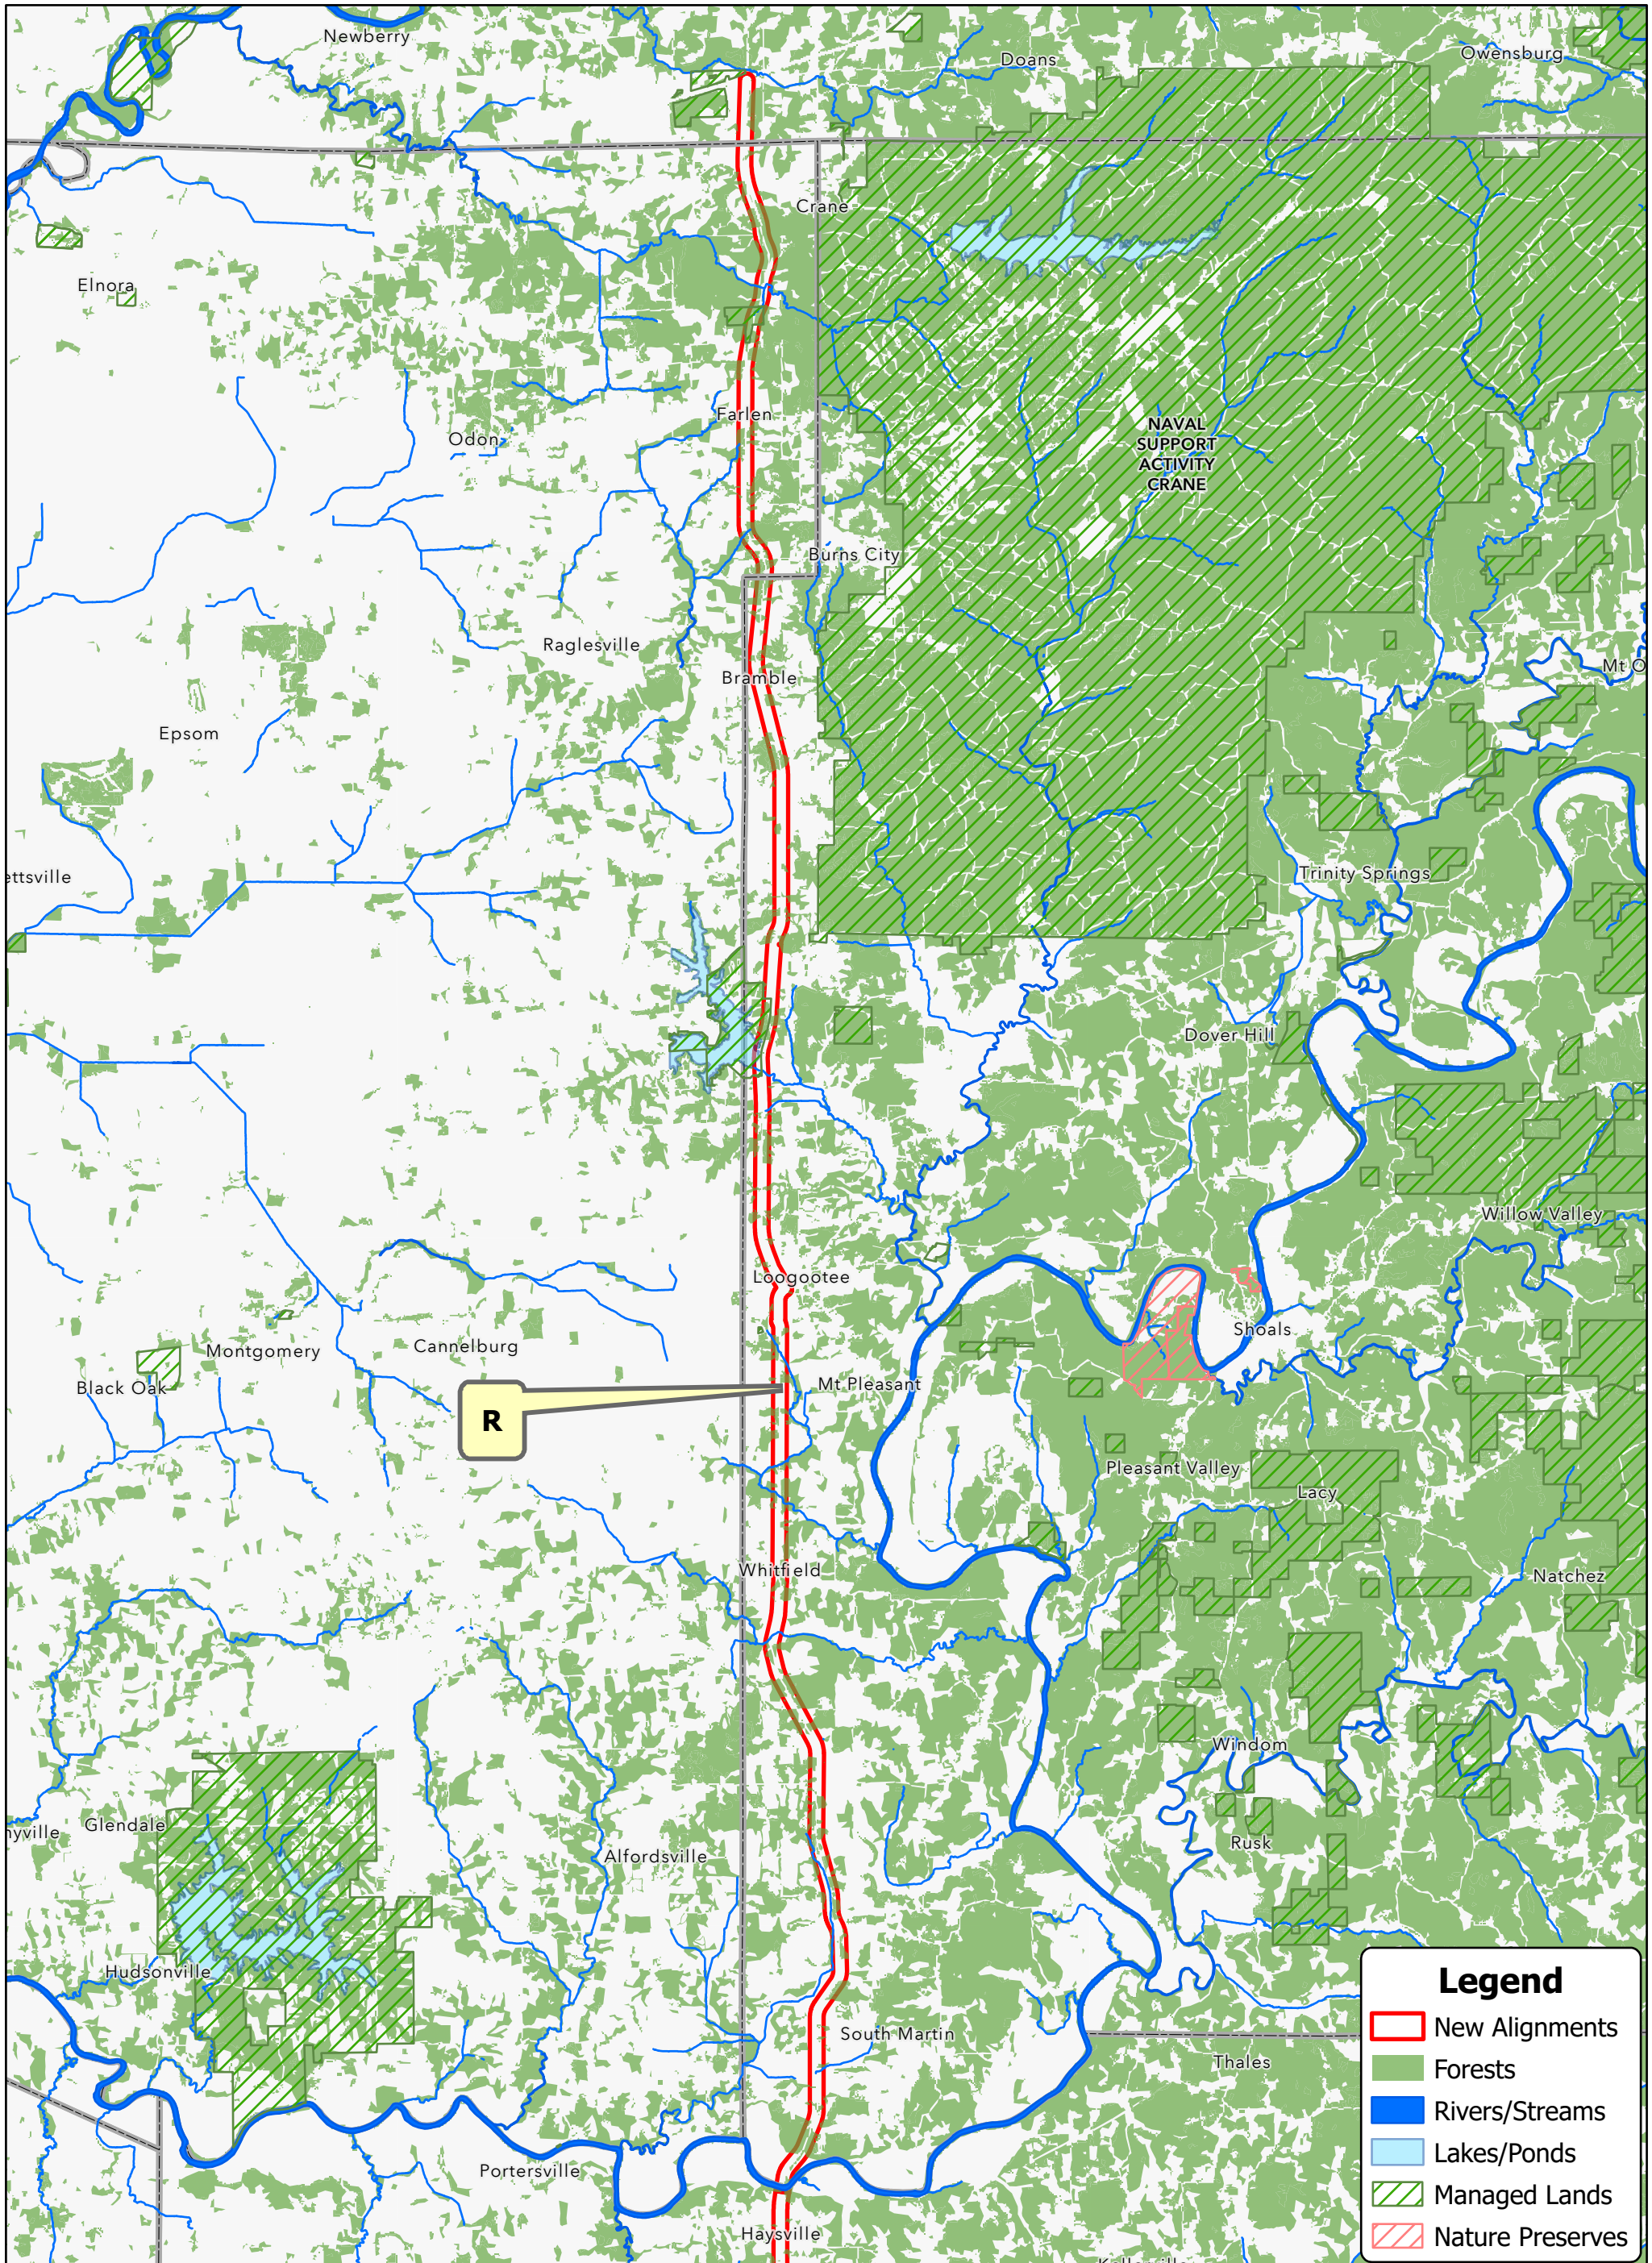 Newberry
Doans
Owensburg
Crane
Elnora
NAVAL
SUPPORT
ACTIVITY
CRANE
Farlen
Odon
Burns City
Raglesville
Bramble
Mt O
Epsom
ettsville
Trinity Springs
Dover Hill
Willow Valley
Loogootee
Shoals
Cannelburg
Montgomery
Black Oak
Mt Pleasant
R
Pleasant Valley
Lacy
Whitfield
Natchez
Windom
Glendale
nyville
Rusk
Alfordsville
Hudsonville
South Martin
Thales
Portersville
Haysville
Legend
New Alignments
Forests
Rivers/Streams
Lakes/Ponds
Managed Lands
Nature Preserves